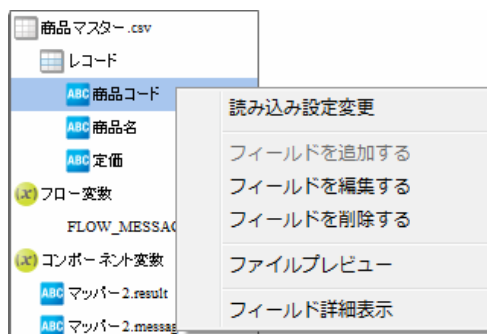 商品マスター.csv
レコード
ABC 商品コード
ABC 商品名
ABC 定価
(x) フロー変数
FLOW_MESSA
(x) コンポーネント変数
ABC マッパー2.result
ABC マッパー2.messag
読み込み設定変更
フィールドを追加する
フィールドを編集する
フィールドを削除する
ファイルプレビュー
フィールド詳細表示